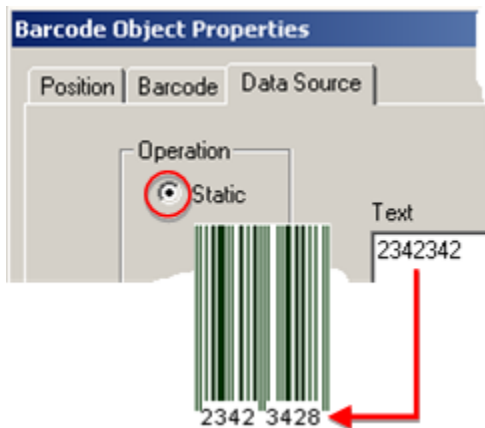 Barcode Object Properties
Position Barcode Data Source
Operation
Static
Text
2342342
2342 3428